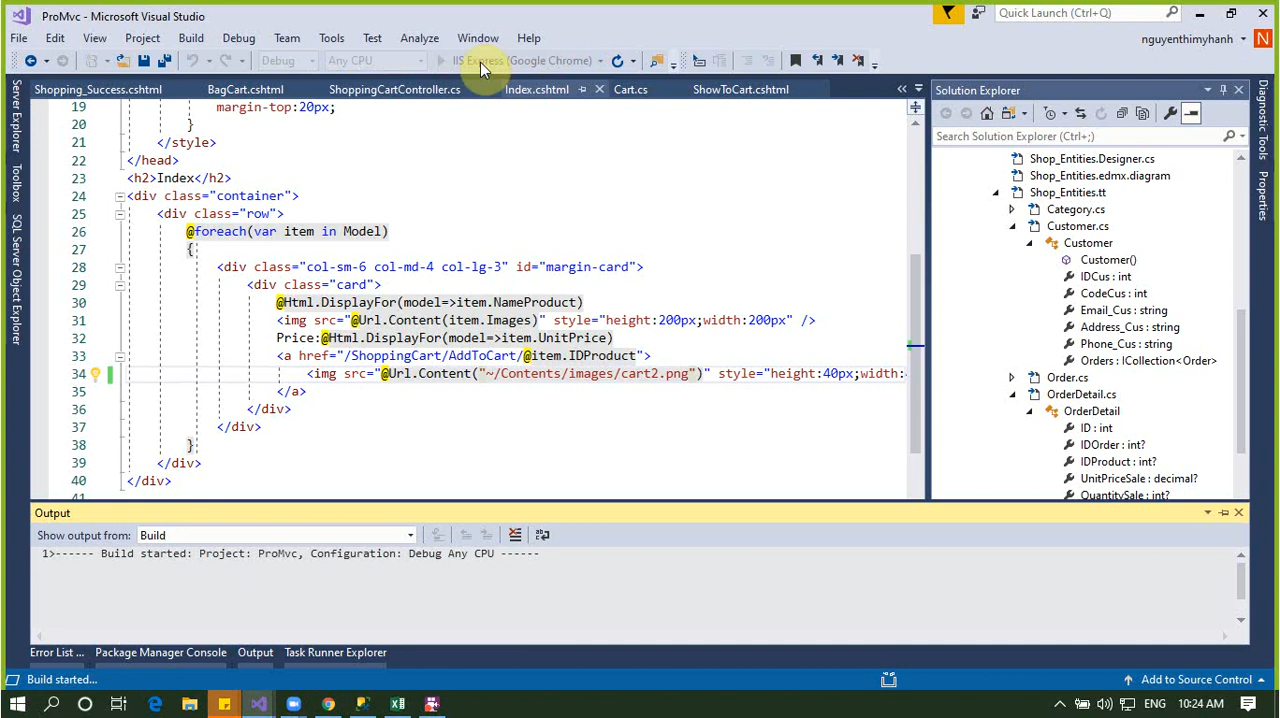 ProMvc - Microsoft Visual Studio
Quick Launch (Ctrl+Q)
File Edit View Project Build Debug Team Tools Test Analyze Window Help
nguyenthimyhanh
N
Debug Any CPU IIS Express (Google Chrome)
Shopping_Success.cshtml BagCart.cshtml ShoppingCartController.cs Index.cshtml Cart.cs ShowToCart.cshtml
Server Explorer
Toolbox
SQL Server Object Explorer
19 margin-top:20px;
20 }
21 </style>
22 </head>
23 <h2>Index</h2>
24 <div class="container">
25 <div class="row">
26 @foreach(var item in Model)
27 {
28 <div class="col-sm-6 col-md-4 col-lg-3" id="margin-card">
29 <div class="card">
30 @Html.DisplayFor(model=>item.NameProduct)
31 <img src="@Url.Content(item.Images)" style="height:200px;width:200px" />
32 Price:@Html.DisplayFor(model=>item.UnitPrice)
33 <a href="/ShoppingCart/AddToCart/@item.IDProduct">
34 <img src="@Url.Content("~/Contents/images/cart2.png")" style="height:40px;width:
35 </a>
36 </div>
37 </div>
38 }
39 </div>
40 </div>
41
Solution Explorer
Search Solution Explorer (Ctrl+;)
Shop_Entities.Designer.cs
Shop_Entities.edmx.diagram
Shop_Entities.tt
Category.cs
Customer.cs
Customer
Customer()
IDCus : int
CodeCus : int
Email_Cus : string
Address_Cus : string
Phone_Cus : string
Orders : ICollection<Order>
Order.cs
OrderDetail.cs
OrderDetail
ID : int
IDOrder : int?
IDProduct : int?
UnitPriceSale : decimal?
QuantitySale : int?
Diagnostic Tools
Properties
Output
Show output from: Build
1>------ Build started: Project: ProMvc, Configuration: Debug Any CPU ------
Error List ... Package Manager Console Output Task Runner Explorer
Build started... Add to Source Control
ENG 10:24 AM